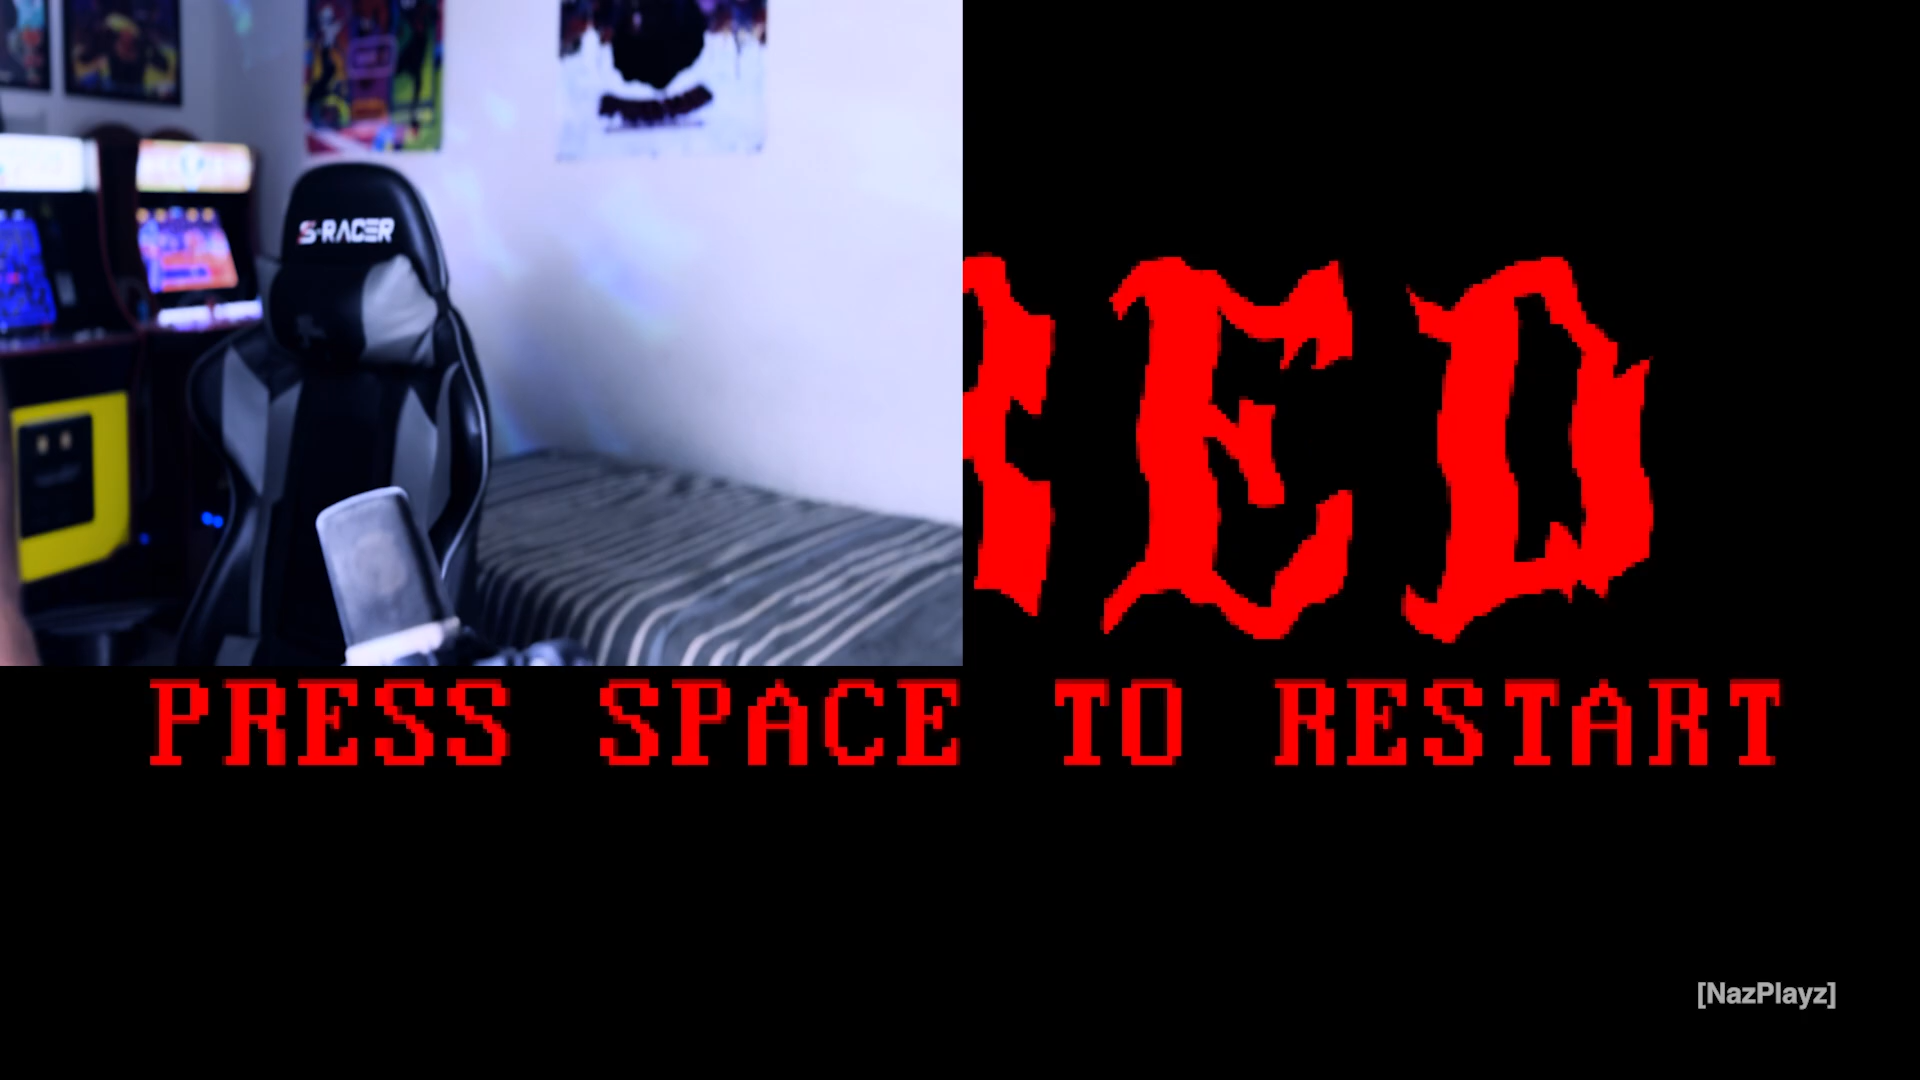 S-RACER
RED
PRESS SPACE TO RESTART
[NazPlayz]